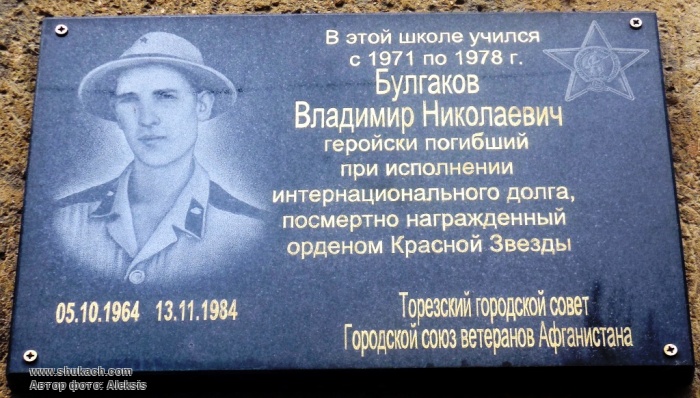 В этой школе учился
с 1971 по 1978 г.
Булгаков
Владимир Николаевич
геройски погибший
при исполнении
интернационального долга,
посмертно награжденный
орденом Красной Звезды
05.10.1964 13.11.1984
Торезский городской совет
Городской союз ветеранов Афганистана
www.shukach.com
Автор фото: Aleksis